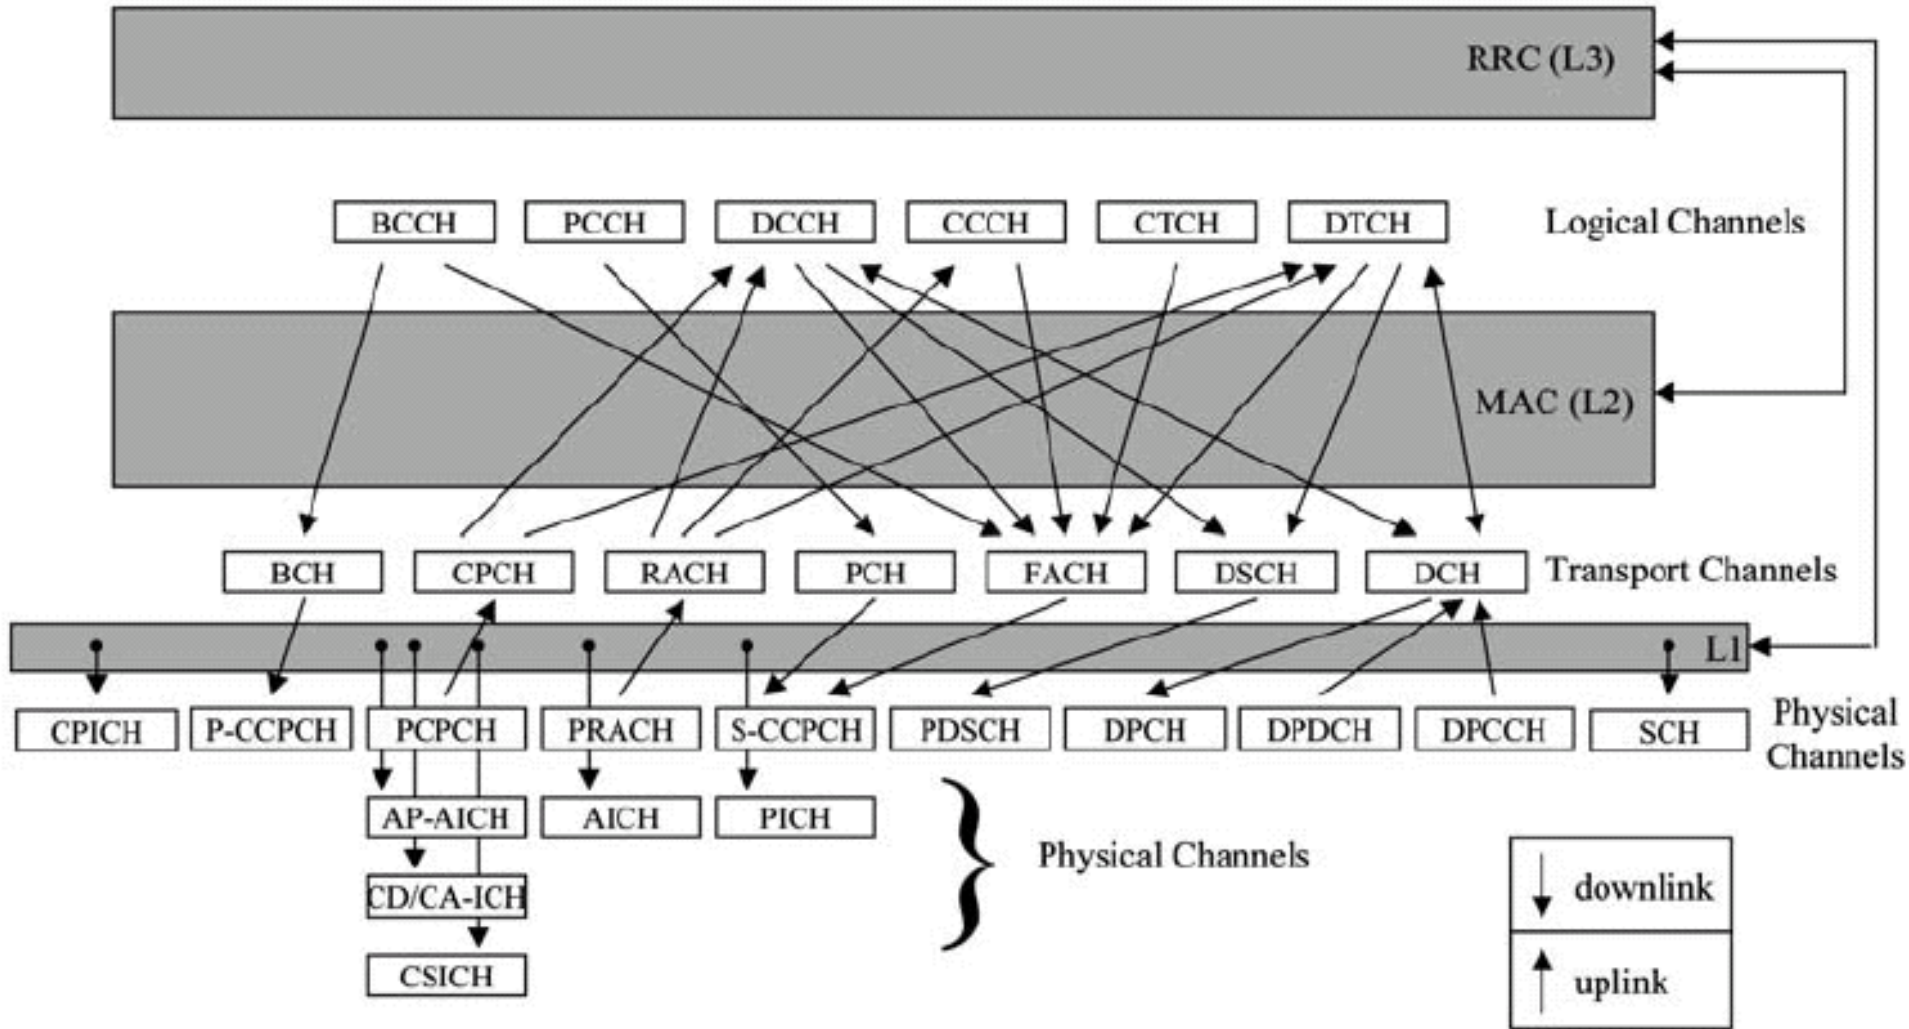 RRC (L3)
BCCH PCCH DCCH CCCH CTCH DTCH Logical Channels
MAC (L2)
BCH CPCH RACH PCH FACH DSCH DCH Transport Channels
L1
CPICH P-CCPCH PCPCH PRACH S-CCPCH PDSCH DPCH DPDCH DPCCH SCH Physical
Channels
AP-AICH AICH PICH
Physical Channels
CD/CA-ICH
downlink
CSICH
uplink